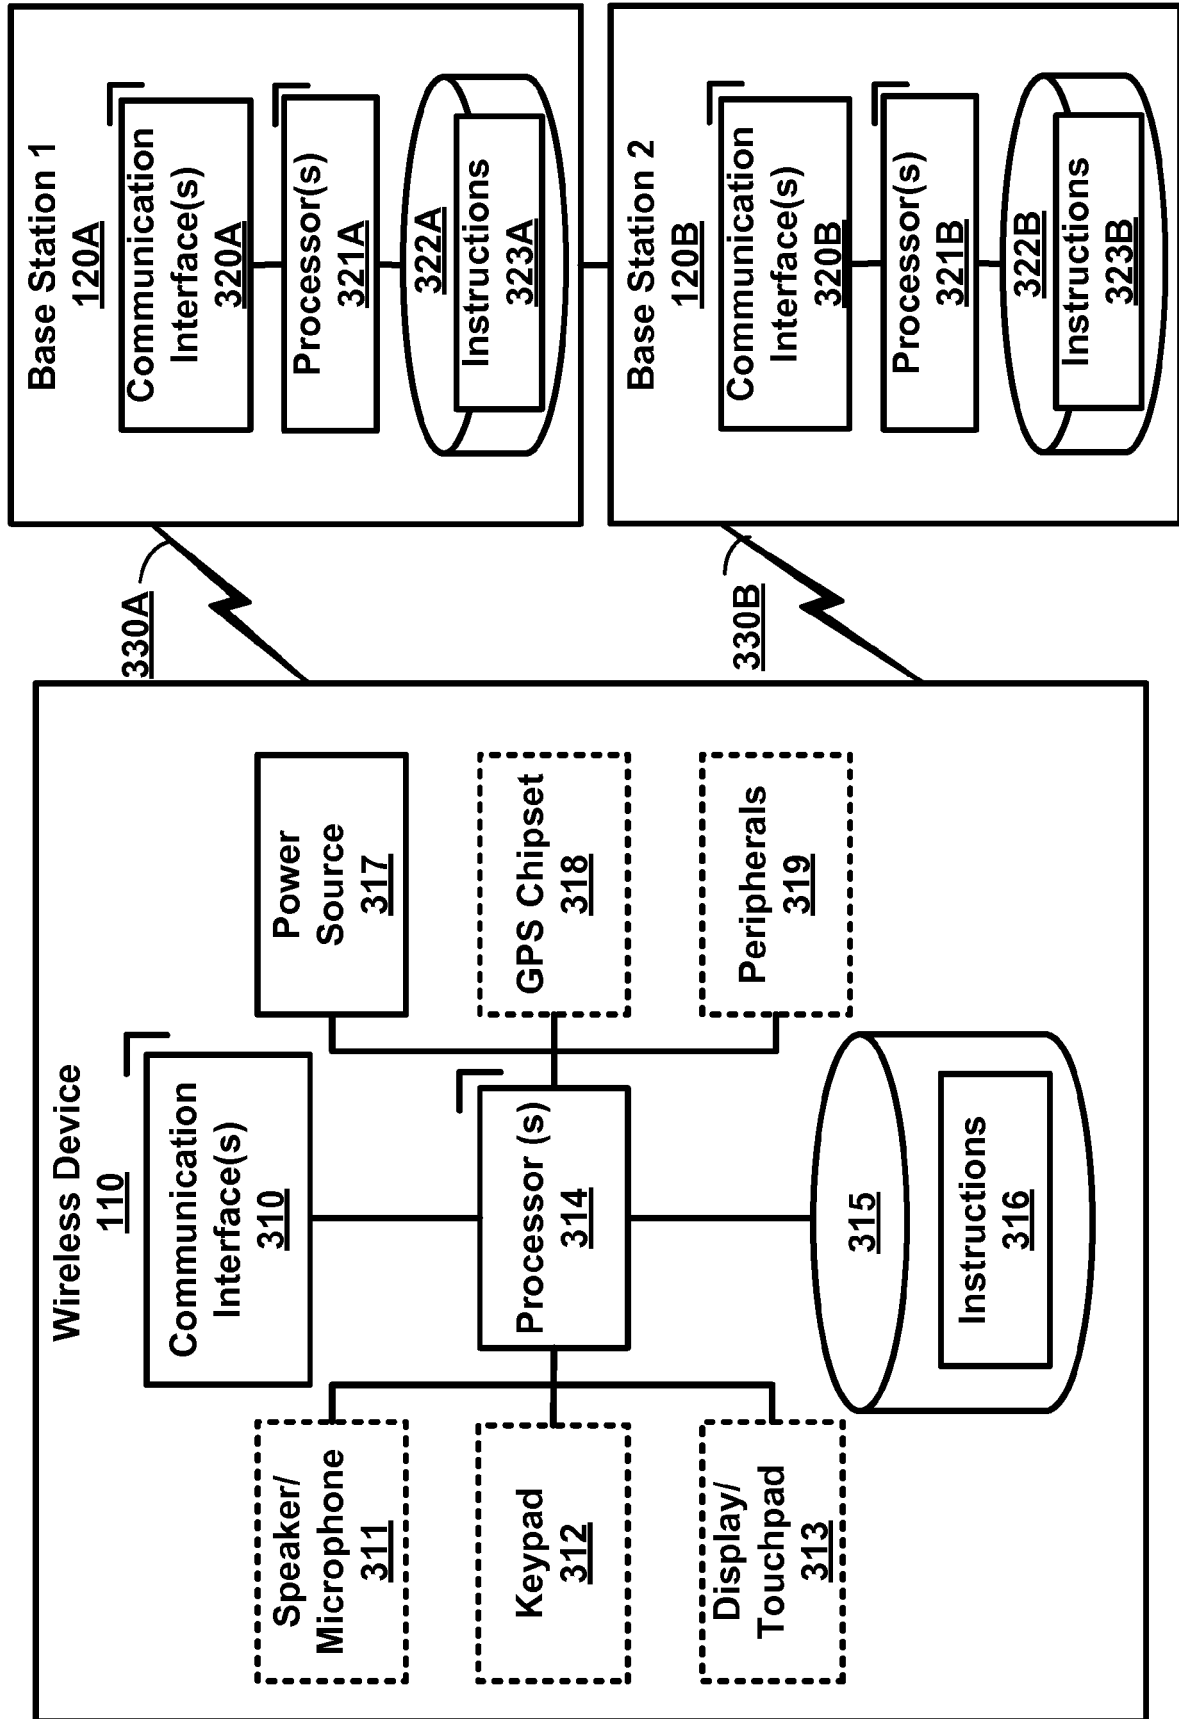 Wireless Device
110
Communication
Interface(s)
310
Speaker/
Microphone
311
Keypad
312
Display/
Touchpad
313
Processor (s)
314
Power
Source
317
GPS Chipset
318
Peripherals
319
315
Instructions
316
330A
330B
Base Station 1
120A
Communication
Interface(s)
320A
Processor(s)
321A
322A
Instructions
323A
Base Station 2
120B
Communication
Interface(s)
320B
Processor(s)
321B
322B
Instructions
323B